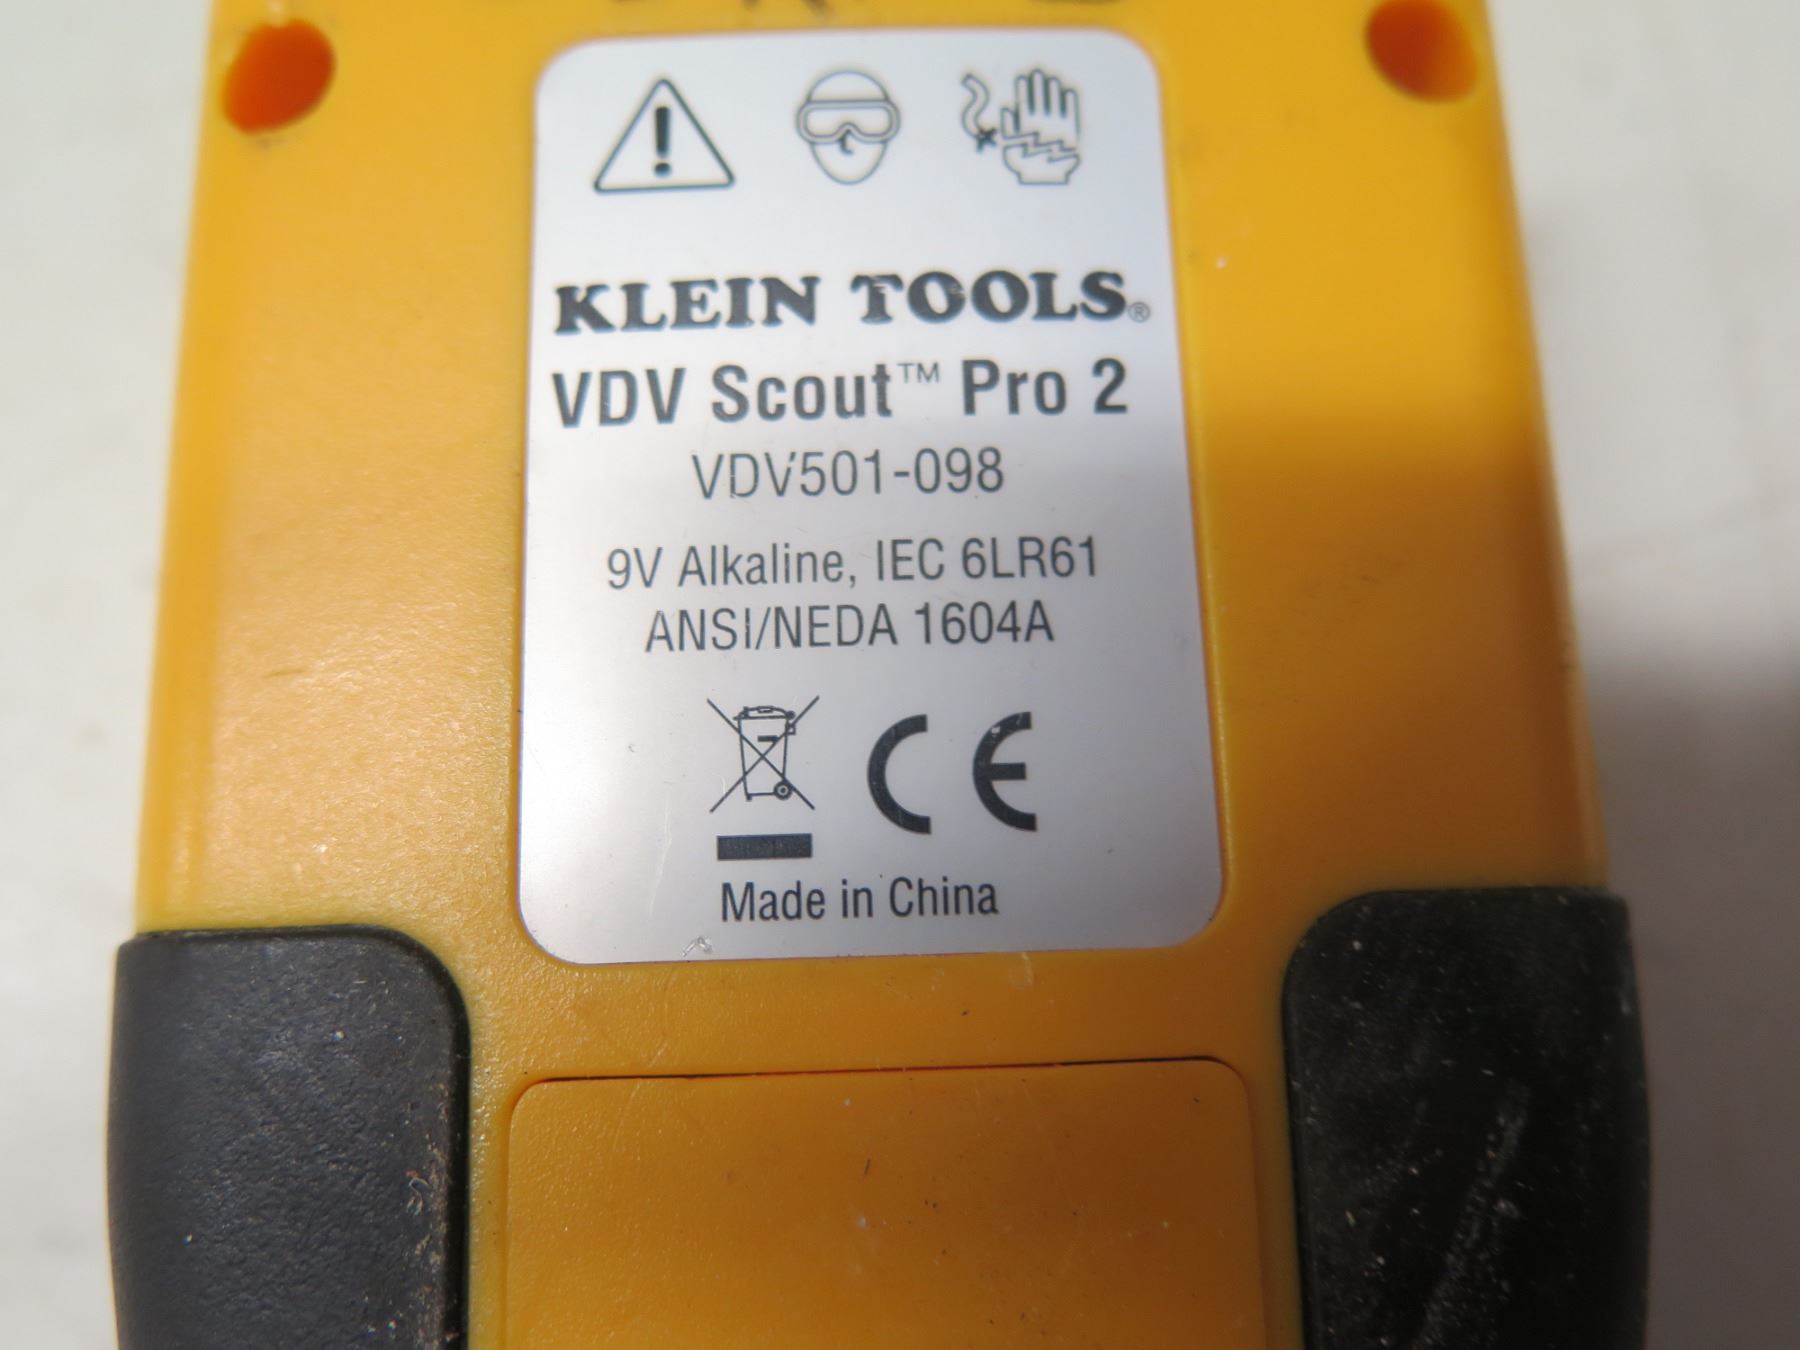 KLEIN TOOLS®
VDV Scout™ Pro 2
VDV501-098
9V Alkaline, IEC 6LR61
ANSI/NEDA 1604A
CE
Made in China